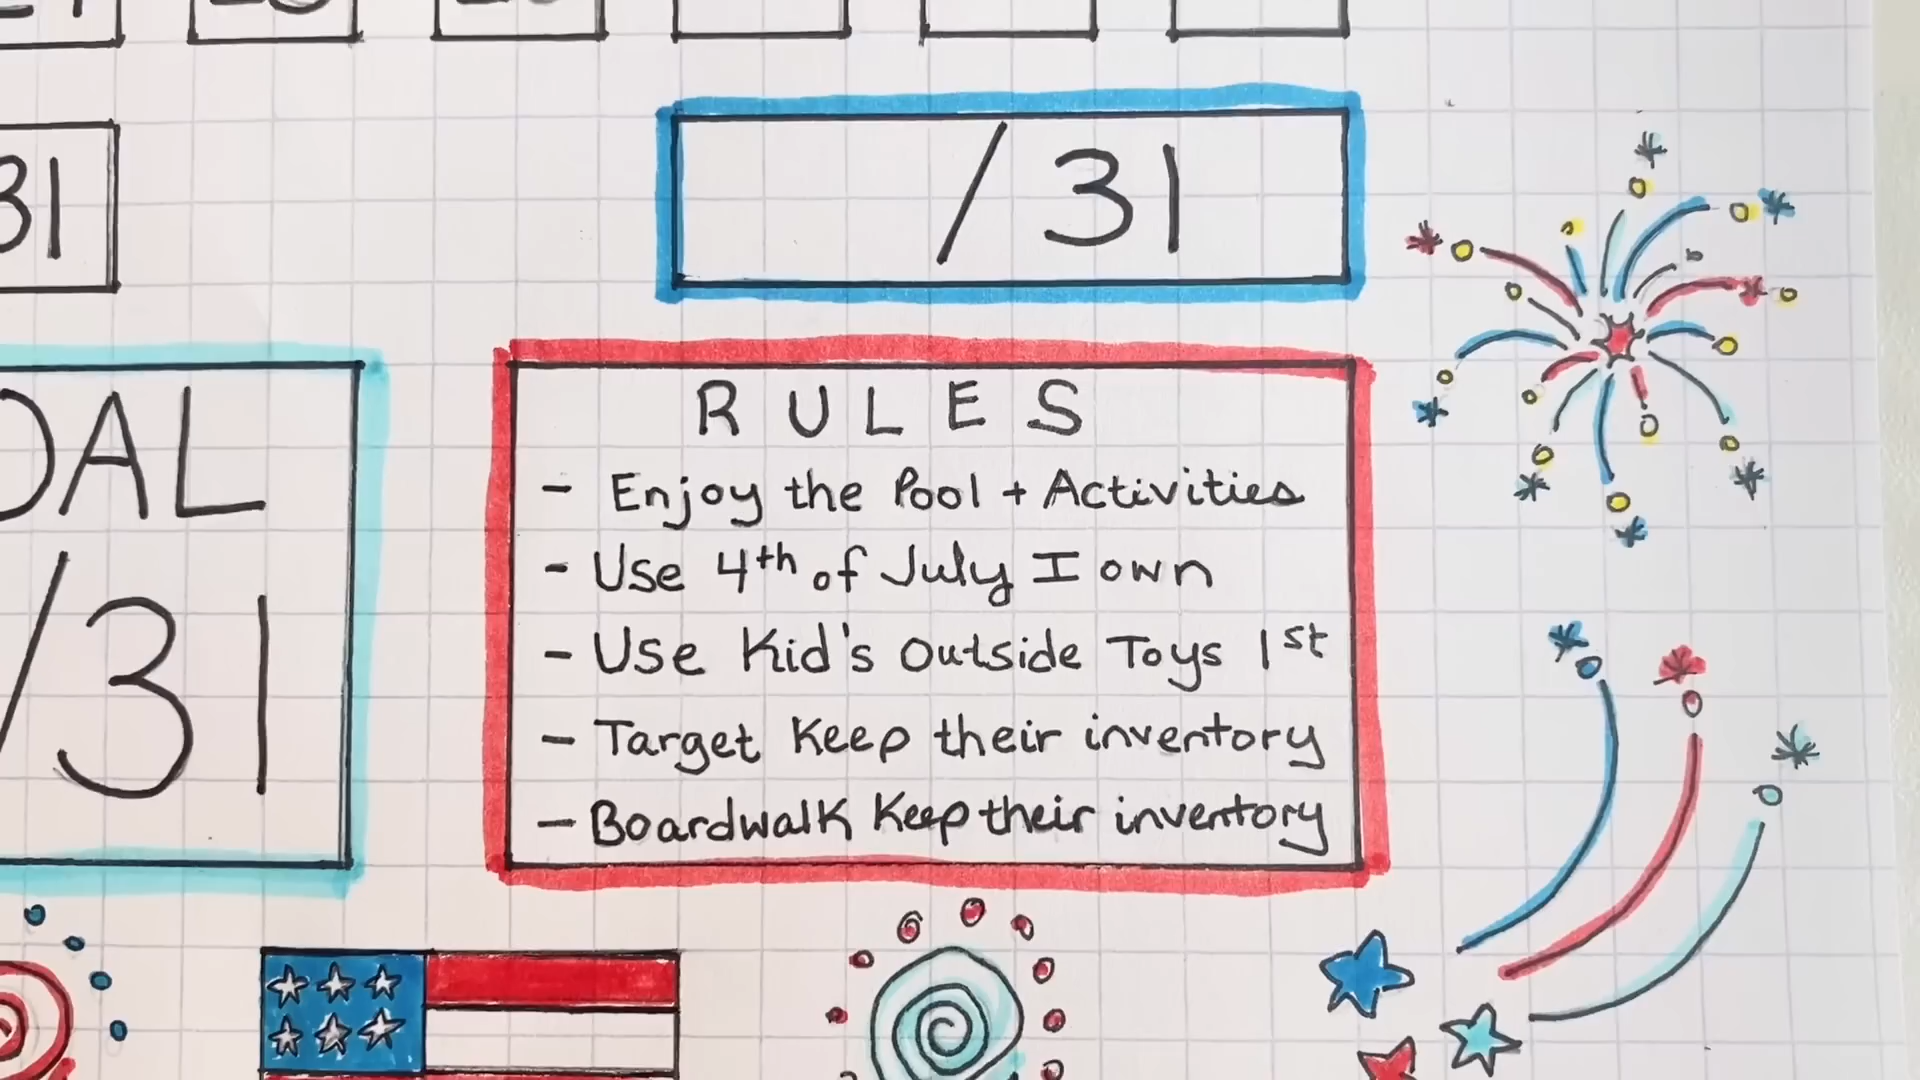 31
/31
OAL
/31
RULES
- Enjoy the Pool + Activities
- Use 4th of July I own
- Use Kid's Outside Toys 1st
- Target Keep their inventory
- Boardwalk Keep their inventory